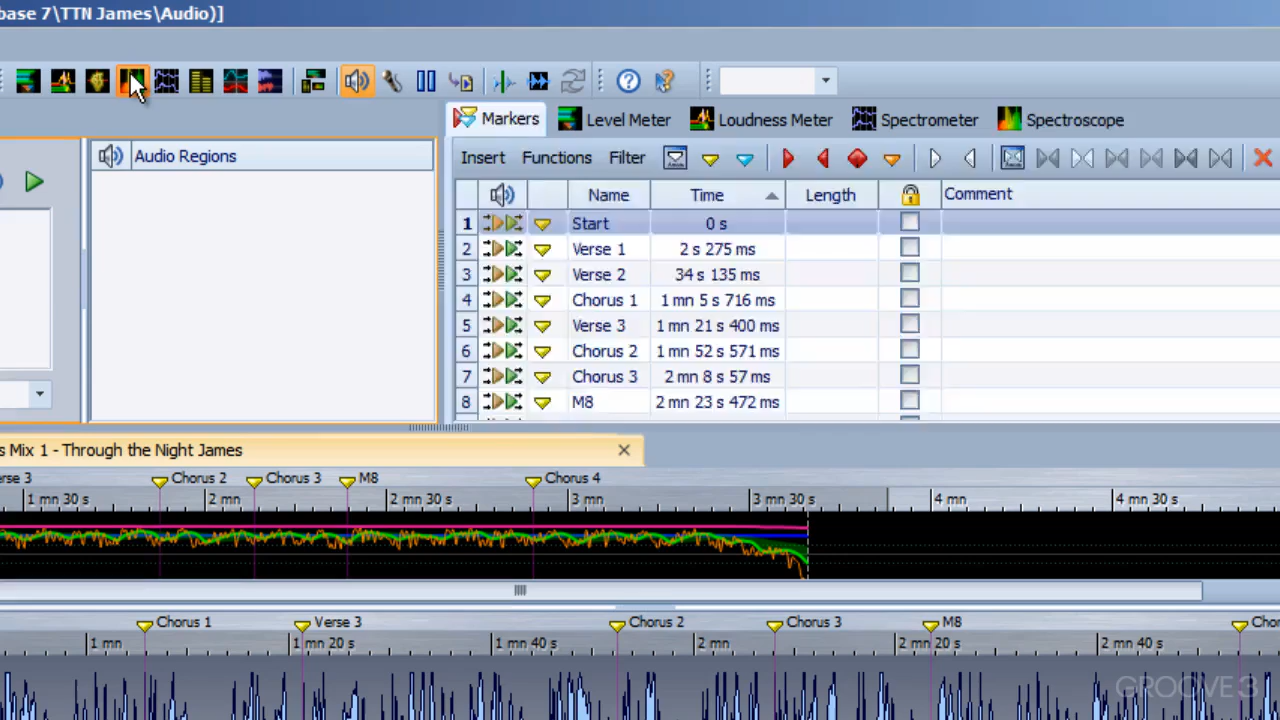 base 7\TTN James\Audio)]
Markers Level Meter Loudness Meter Spectrometer Spectroscope
Audio Regions
Insert Functions Filter
Name Time Length Comment
1 Start 0 s
2 Verse 1 2 s 275 ms
3 Verse 2 34 s 135 ms
4 Chorus 1 1 mn 5 s 716 ms
5 Verse 3 1 mn 21 s 400 ms
6 Chorus 2 1 mn 52 s 571 ms
7 Chorus 3 2 mn 8 s 57 ms
8 M8 2 mn 23 s 472 ms
s Mix 1 - Through the Night James
erse 3 Chorus 2 Chorus 3 M8 Chorus 4
1 mn 30 s 2 mn 2 mn 30 s 3 mn 3 mn 30 s 4 mn 4 mn 30 s
Chorus 1 Verse 3 Chorus 2 Chorus 3 M8 Chor
1 mn 1 mn 20 s 1 mn 40 s 2 mn 2 mn 20 s 2 mn 40 s
GROOVE 3